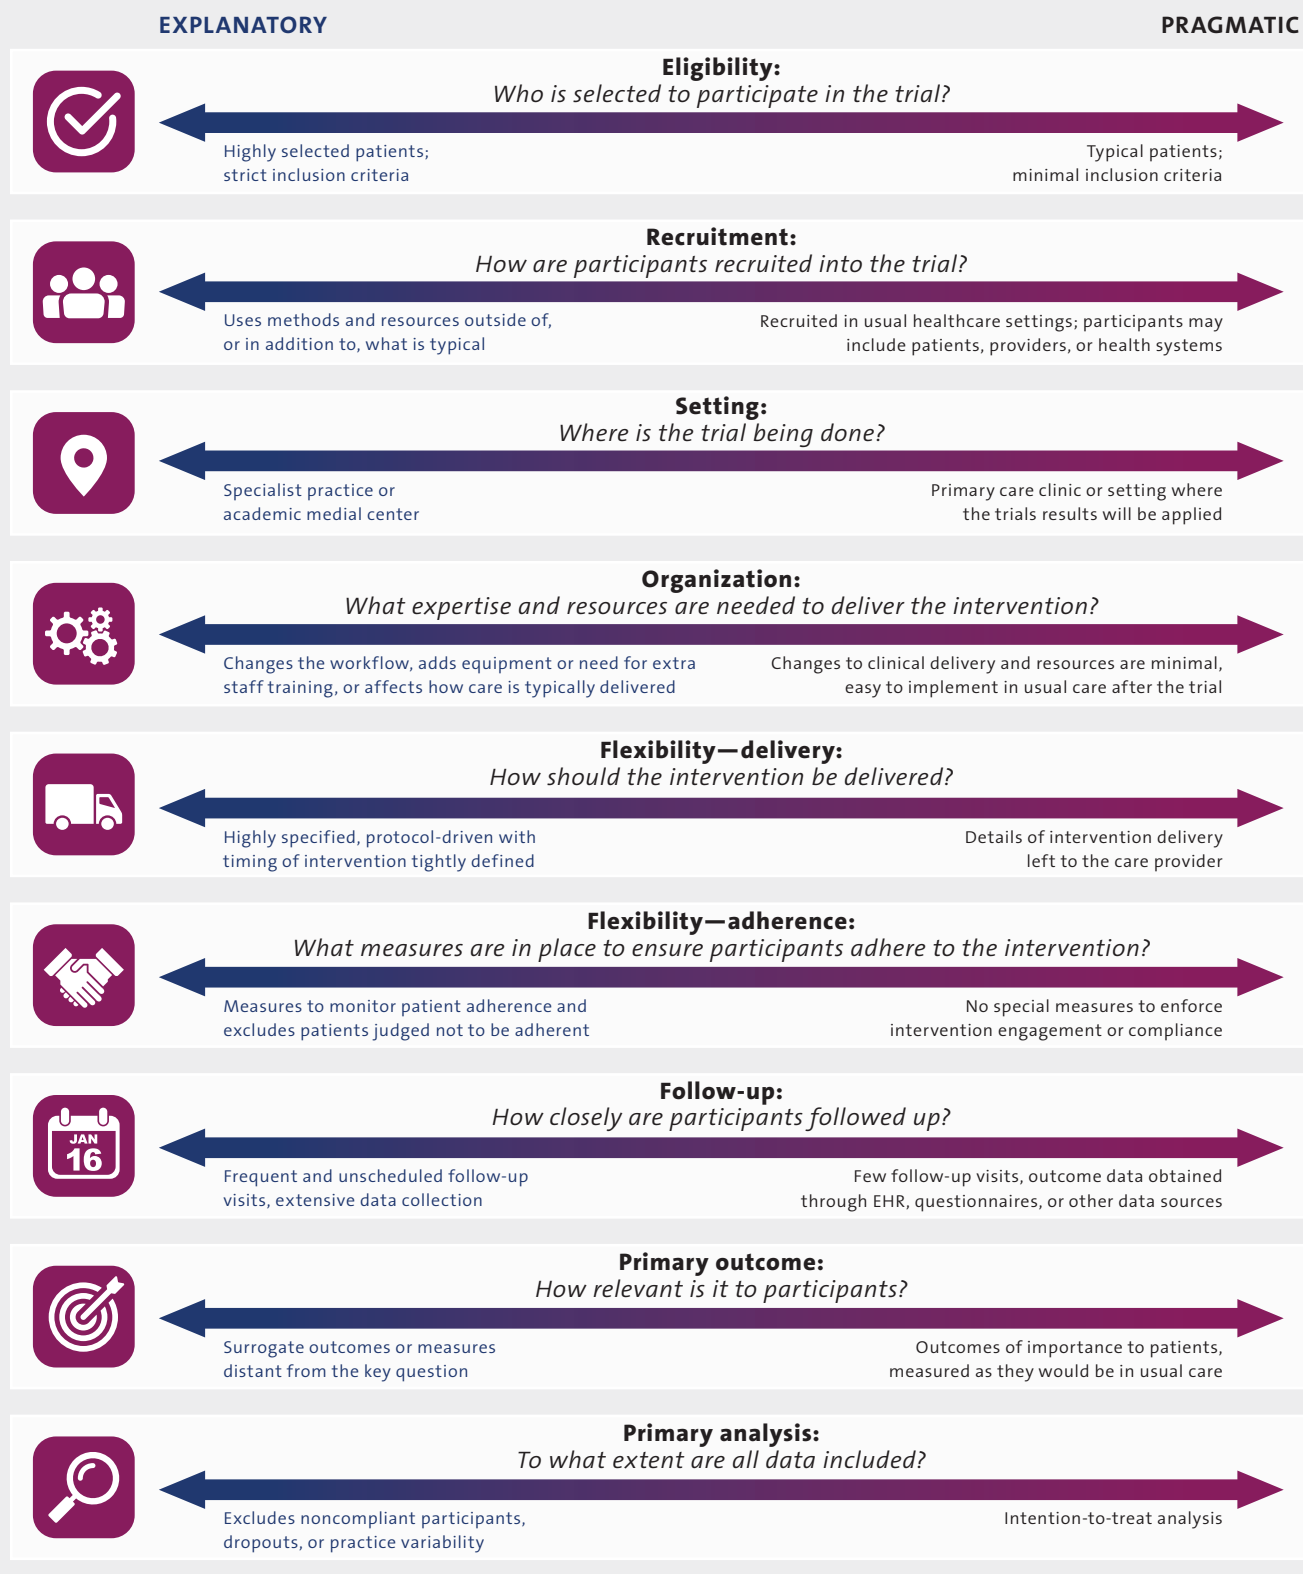 EXPLANATORY
PRAGMATIC
Eligibility:
Who is selected to participate in the trial?
Highly selected patients;
strict inclusion criteria
Typical patients;
minimal inclusion criteria
Recruitment:
How are participants recruited into the trial?
Uses methods and resources outside of,
or in addition to, what is typical
Recruited in usual healthcare settings; participants may
include patients, providers, or health systems
Setting:
Where is the trial being done?
Specialist practice or
academic medial center
Primary care clinic or setting where
the trials results will be applied
Organization:
What expertise and resources are needed to deliver the intervention?
Changes the workflow, adds equipment or need for extra
staff training, or affects how care is typically delivered
Changes to clinical delivery and resources are minimal,
easy to implement in usual care after the trial
Flexibility—delivery:
How should the intervention be delivered?
Highly specified, protocol-driven with
timing of intervention tightly defined
Details of intervention delivery
left to the care provider
Flexibility—adherence:
What measures are in place to ensure participants adhere to the intervention?
Measures to monitor patient adherence and
excludes patients judged not to be adherent
No special measures to enforce
intervention engagement or compliance
JAN
16
Follow-up:
How closely are participants followed up?
Frequent and unscheduled follow-up
visits, extensive data collection
Few follow-up visits, outcome data obtained
through EHR, questionnaires, or other data sources
Primary outcome:
How relevant is it to participants?
Surrogate outcomes or measures
distant from the key question
Outcomes of importance to patients,
measured as they would be in usual care
Primary analysis:
To what extent are all data included?
Excludes noncompliant participants,
dropouts, or practice variability
Intention-to-treat analysis